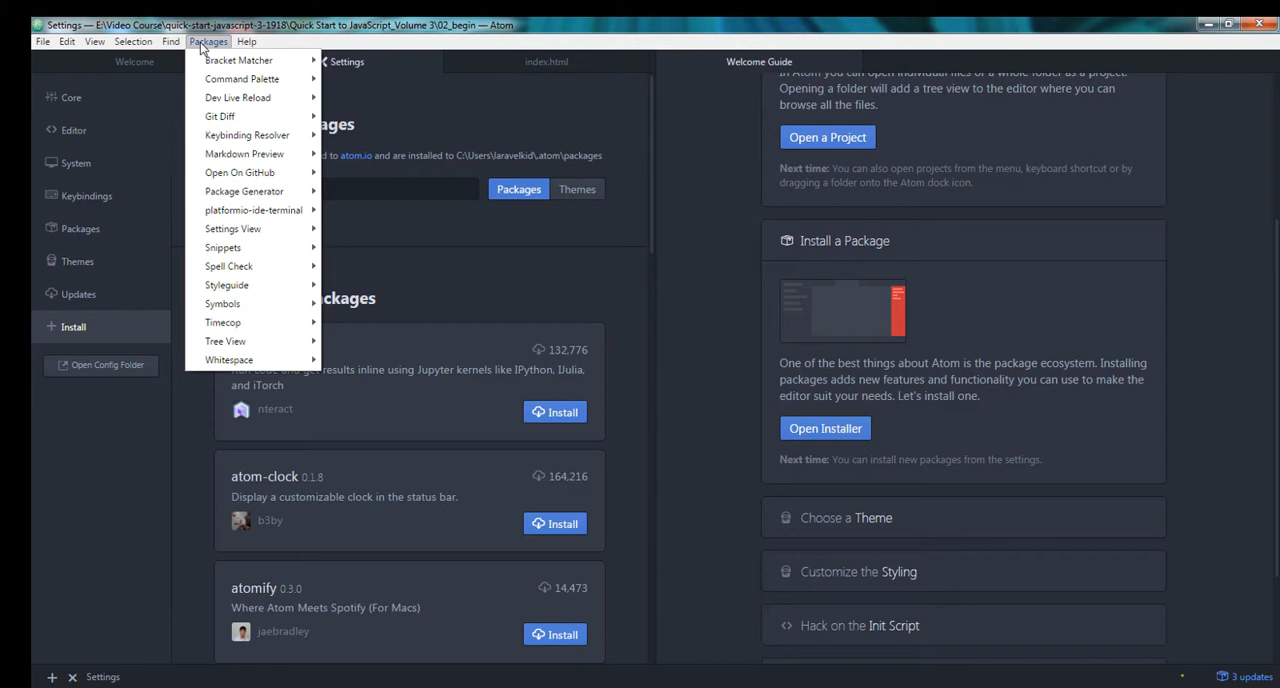 Settings — E:\Video Course\quick-start-javascript-3-1918\Quick Start to JavaScript_Volume 3\02_begin — Atom
File Edit View Selection Find Packages Help
Welcome
Settings
index.html
Welcome Guide
Core
Editor
System
Keybindings
Packages
Themes
Updates
Install
Open Config Folder
Bracket Matcher
Command Palette
Dev Live Reload
Git Diff
Keybinding Resolver
Markdown Preview
Open On GitHub
Package Generator
platformio-ide-terminal
Settings View
Snippets
Spell Check
Styleguide
Symbols
Timecop
Tree View
Whitespace
ages
d to atom.io and are installed to C:\Users\laravelkid\.atom\packages
Packages Themes
ckages
132,776
Run code and get results inline using Jupyter kernels like IPython, IJulia,
and iTorch
nteract
Install
atom-clock 0.1.8
164,216
Display a customizable clock in the status bar.
b3by
Install
atomify 0.3.0
14,473
Where Atom Meets Spotify (For Macs)
jaebradley
Install
In Atom you can open individual files or a whole folder as a project.
Opening a folder will add a tree view to the editor where you can
browse all the files.
Open a Project
Next time: You can also open projects from the menu, keyboard shortcut or by
dragging a folder onto the Atom dock icon.
Install a Package
One of the best things about Atom is the package ecosystem. Installing
packages adds new features and functionality you can use to make the
editor suit your needs. Let's install one.
Open Installer
Next time: You can install new packages from the settings.
Choose a Theme
Customize the Styling
Hack on the Init Script
Settings
3 updates